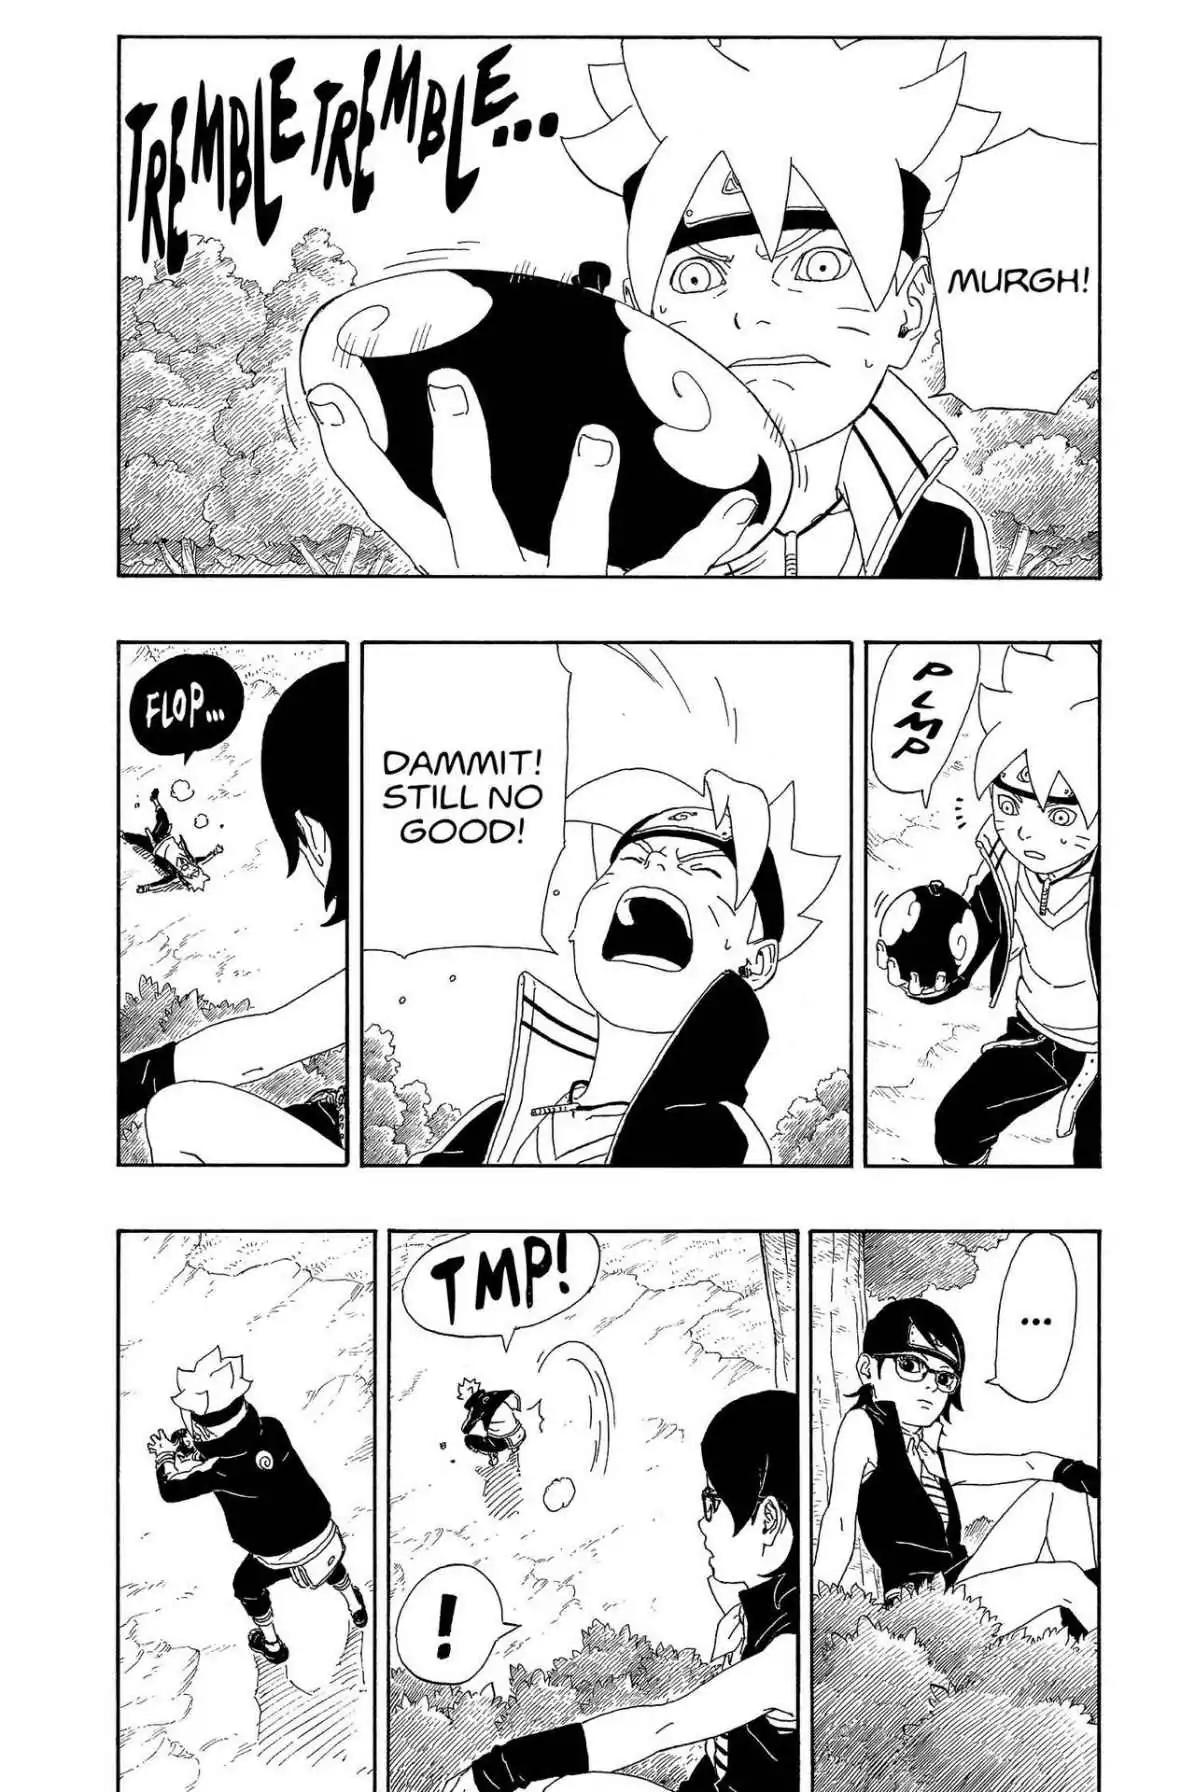 MURGH!
TREMBLE TREMBLE...
PLMP
DAMMIT!
STILL NO
GOOD!
FLOP...
...
TMP!
!